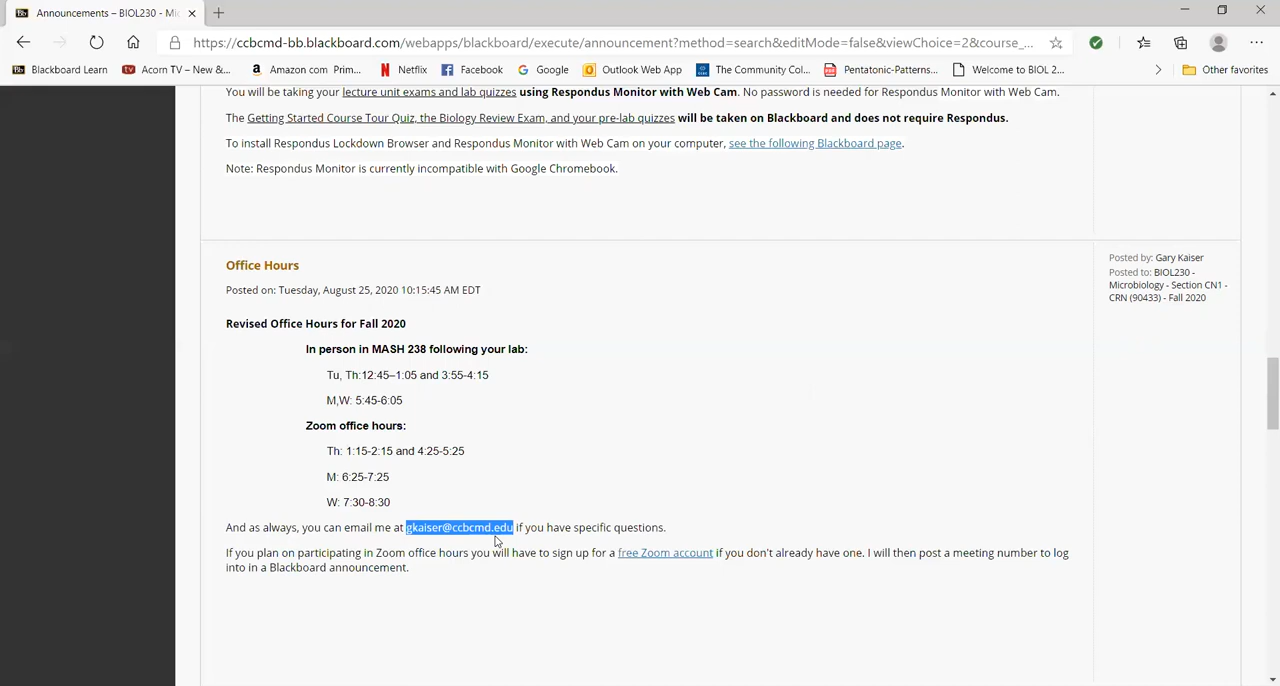 Announcements – BIOL230 - Mic
https://ccbcmd-bb.blackboard.com/webapps/blackboard/execute/announcement?method=search&editMode=false&viewChoice=2&course_...
Bb Blackboard Learn
Acorn TV – New &...
Amazon com Prim...
Netflix
Facebook
Google
Outlook Web App
The Community Col...
Pentatonic-Patterns...
Welcome to BIOL 2...
Other favorites
You will be taking your lecture unit exams and lab quizzes using Respondus Monitor with Web Cam. No password is needed for Respondus Monitor with Web Cam.
The Getting Started Course Tour Quiz, the Biology Review Exam, and your pre-lab quizzes will be taken on Blackboard and does not require Respondus.
To install Respondus Lockdown Browser and Respondus Monitor with Web Cam on your computer, see the following Blackboard page.
Note: Respondus Monitor is currently incompatible with Google Chromebook.
Office Hours
Posted on: Tuesday, August 25, 2020 10:15:45 AM EDT
Posted by: Gary Kaiser
Posted to: BIOL230 -
Microbiology - Section CN1 -
CRN (90433) - Fall 2020
Revised Office Hours for Fall 2020
In person in MASH 238 following your lab:
Tu, Th:12:45–1:05 and 3:55-4:15
M,W: 5:45-6:05
Zoom office hours:
Th: 1:15-2:15 and 4:25-5:25
M: 6:25-7:25
W: 7:30-8:30
And as always, you can email me at gkaiser@ccbcmd.edu if you have specific questions.
If you plan on participating in Zoom office hours you will have to sign up for a free Zoom account if you don't already have one. I will then post a meeting number to log
into in a Blackboard announcement.